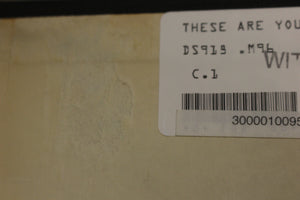 THESE ARE YOU
DS919 .M96
WIT
C.1
3000010095